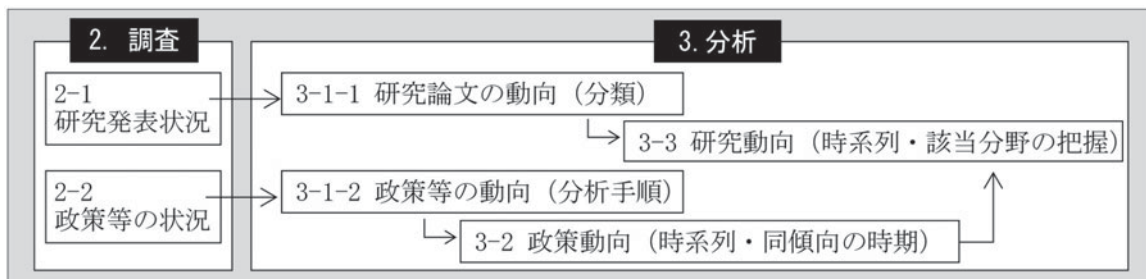 2. 調査
3.分析
2-1
研究発表状況
3-1-1 研究論文の動向(分類)
3-3 研究動向(時系列・該当分野の把握)
2-2
政策等の状況
3-1-2 政策等の動向(分析手順)
3-2 政策動向(時系列・同傾向の時期)